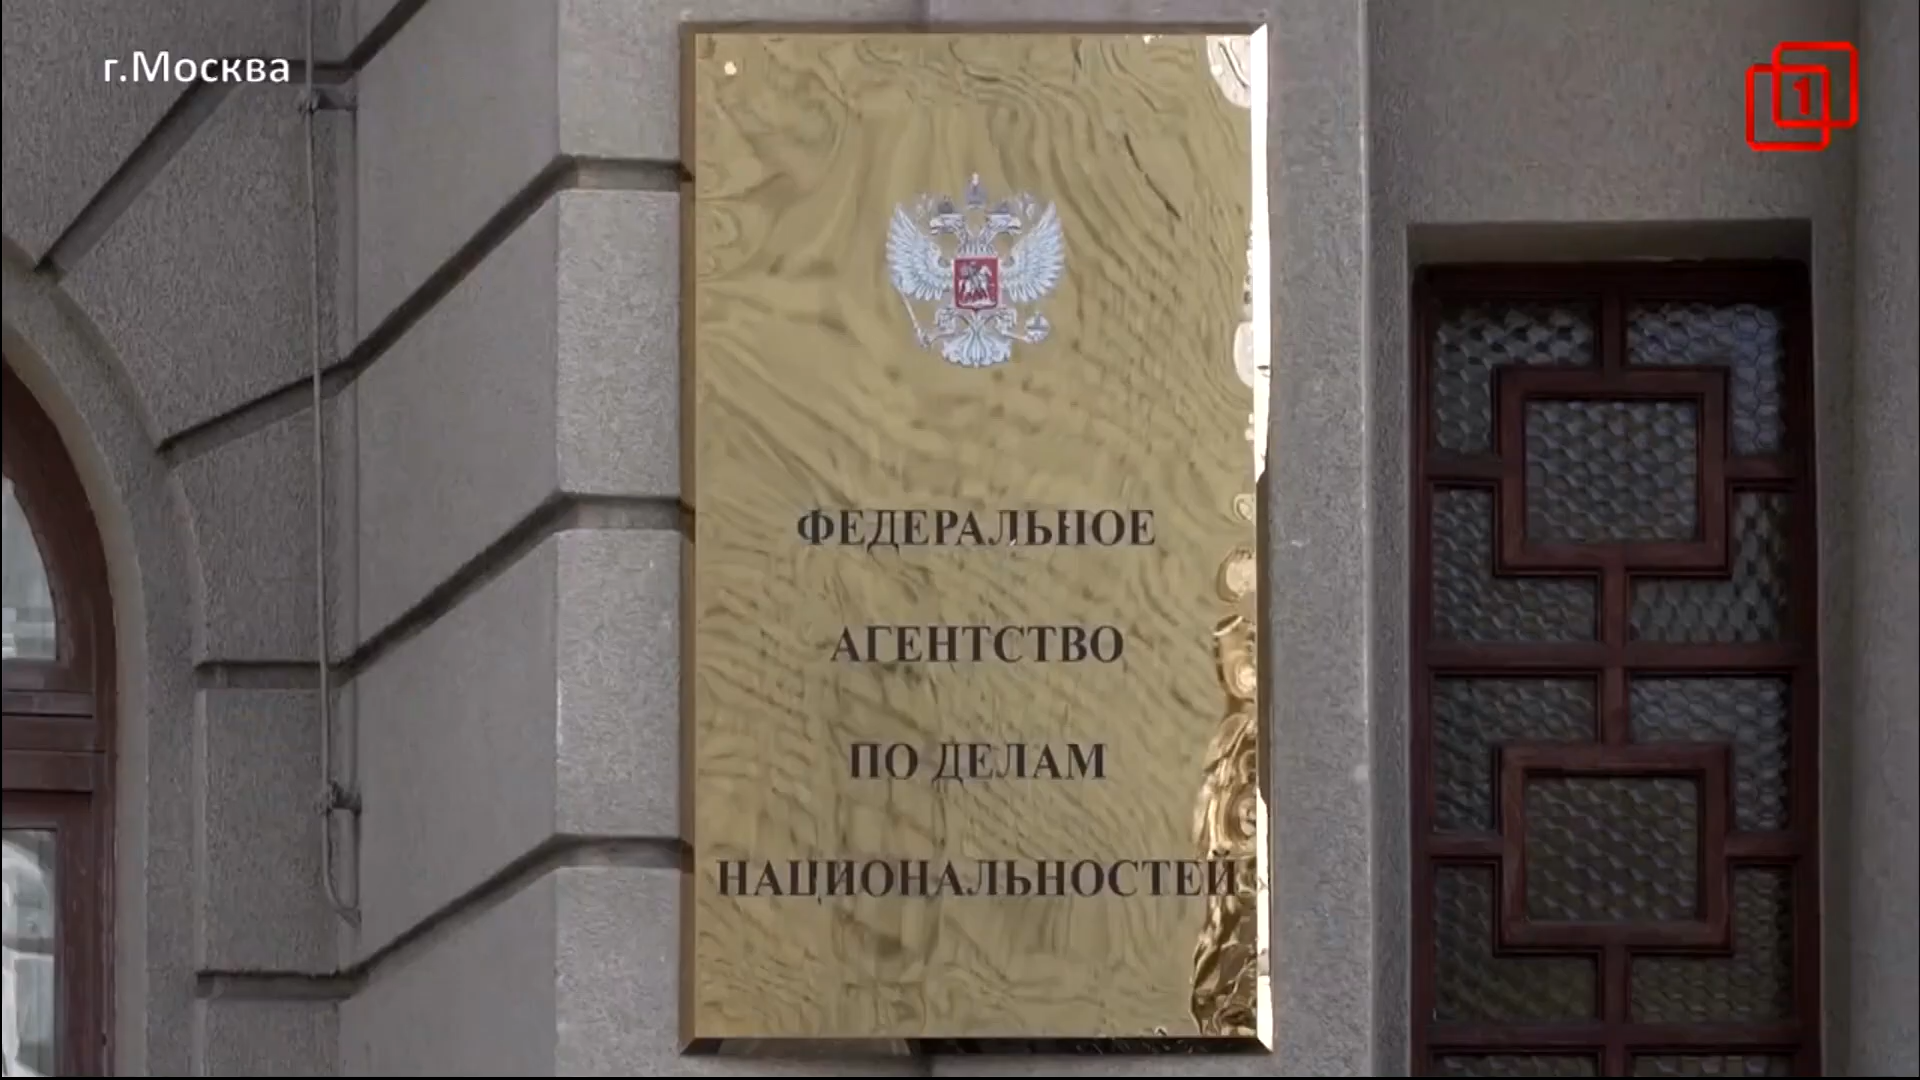 г.Москва
1
ФЕДЕРАЛЬНОЕ
АГЕНТСТВО
ПО ДЕЛАМ
НАЦИОНАЛЬНОСТЕЙ